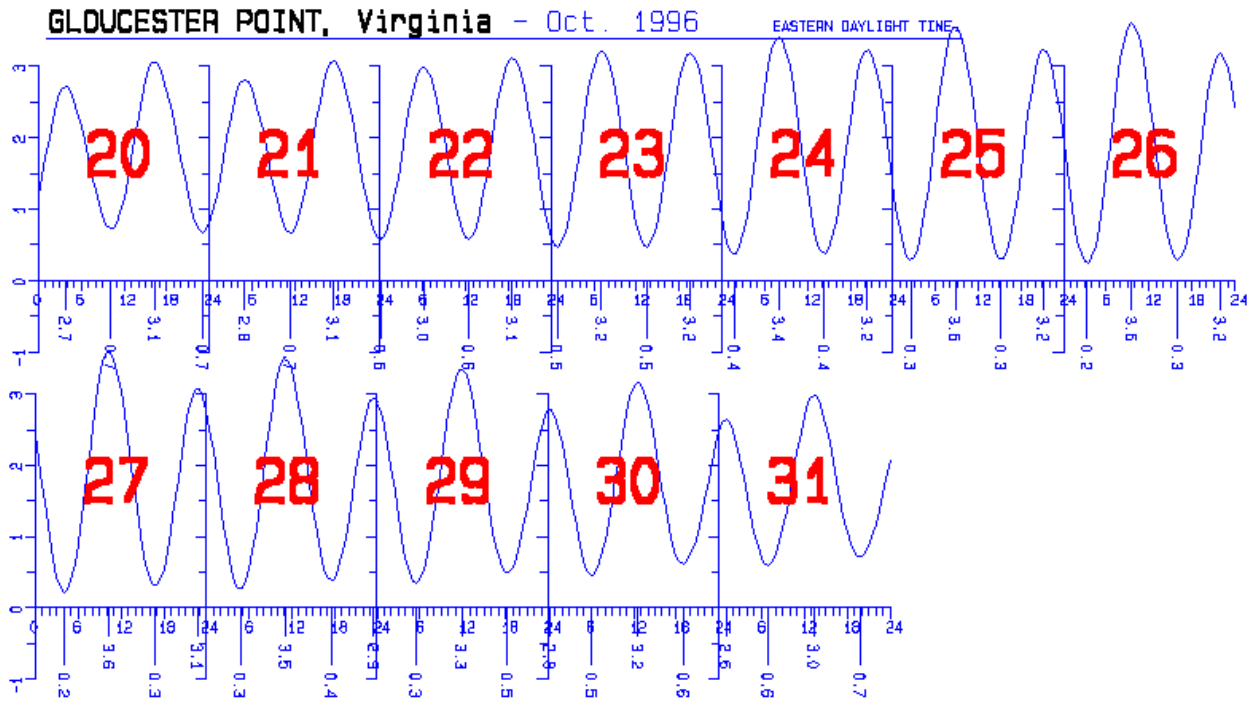 GLOUCESTER POINT, Virginia - Oct. 1996 EASTERN DAYLIGHT TIME
3 2 1 0 -1
20 21 22 23 24 25 26
0 6 12 18 24 6 12 18 24 6 12 18 24 6 12 18 24 6 12 18 24 6 12 18 24 6 12 18 24
2.7 0.7 3.1 0.7 2.8 0.7 3.1 0.6 3.0 0.6 3.1 0.5 3.2 0.5 3.2 0.4 3.4 0.4 3.2 0.3 3.5 0.3 3.2 0.2 3.5 0.3 3.2
3 2 1 0 -1
27 28 29 30 31
0 6 12 18 24 6 12 18 24 6 12 18 24 6 12 18 24 6 12 18 24
0.2 3.6 0.3 3.1 0.3 3.5 0.4 2.9 0.3 3.3 0.5 2.8 0.5 3.2 0.6 2.6 0.6 3.0 0.7